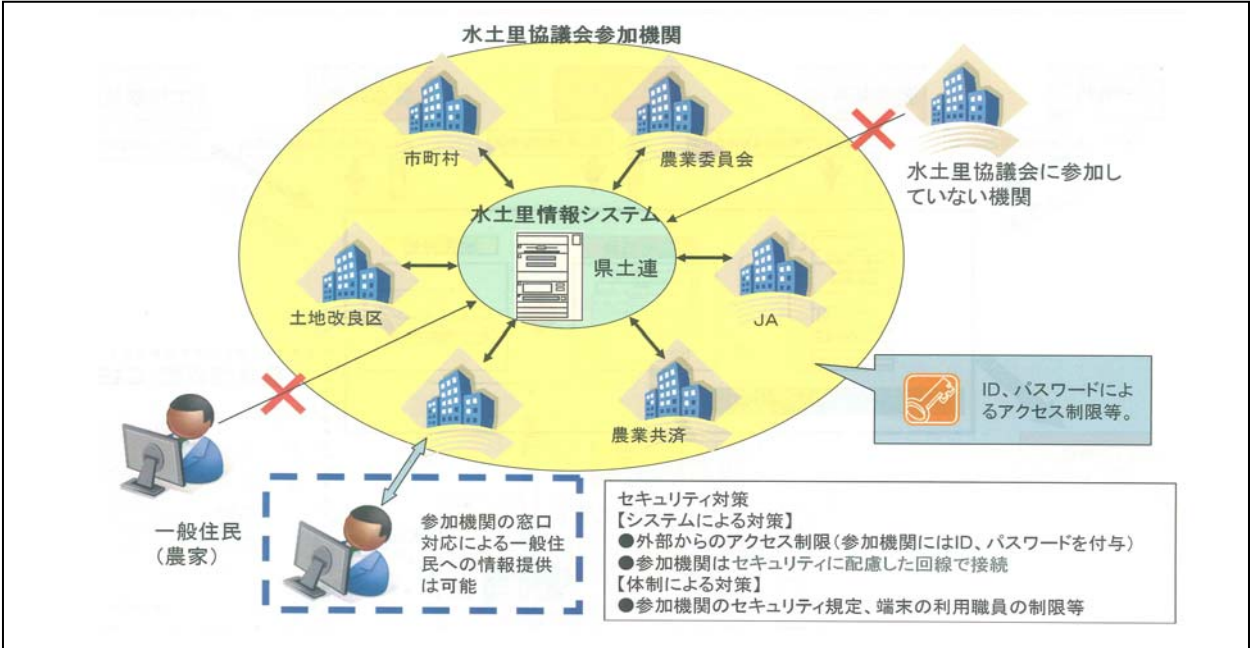 水土里協議会参加機関
市町村
農業委員会
水土里協議会に参加し
ていない機関
水土里情報システム
県土連
土地改良区
JA
農業共済
ID、パスワードによ
るアクセス制限等。
一般住民
(農家)
参加機関の窓口
対応による一般住
民への情報提供
は可能
セキュリティ対策
【システムによる対策】
●外部からのアクセス制限(参加機関にはID、パスワードを付与)
●参加機関はセキュリティに配慮した回線で接続
【体制による対策】
●参加機関のセキュリティ規定、端末の利用職員の制限等